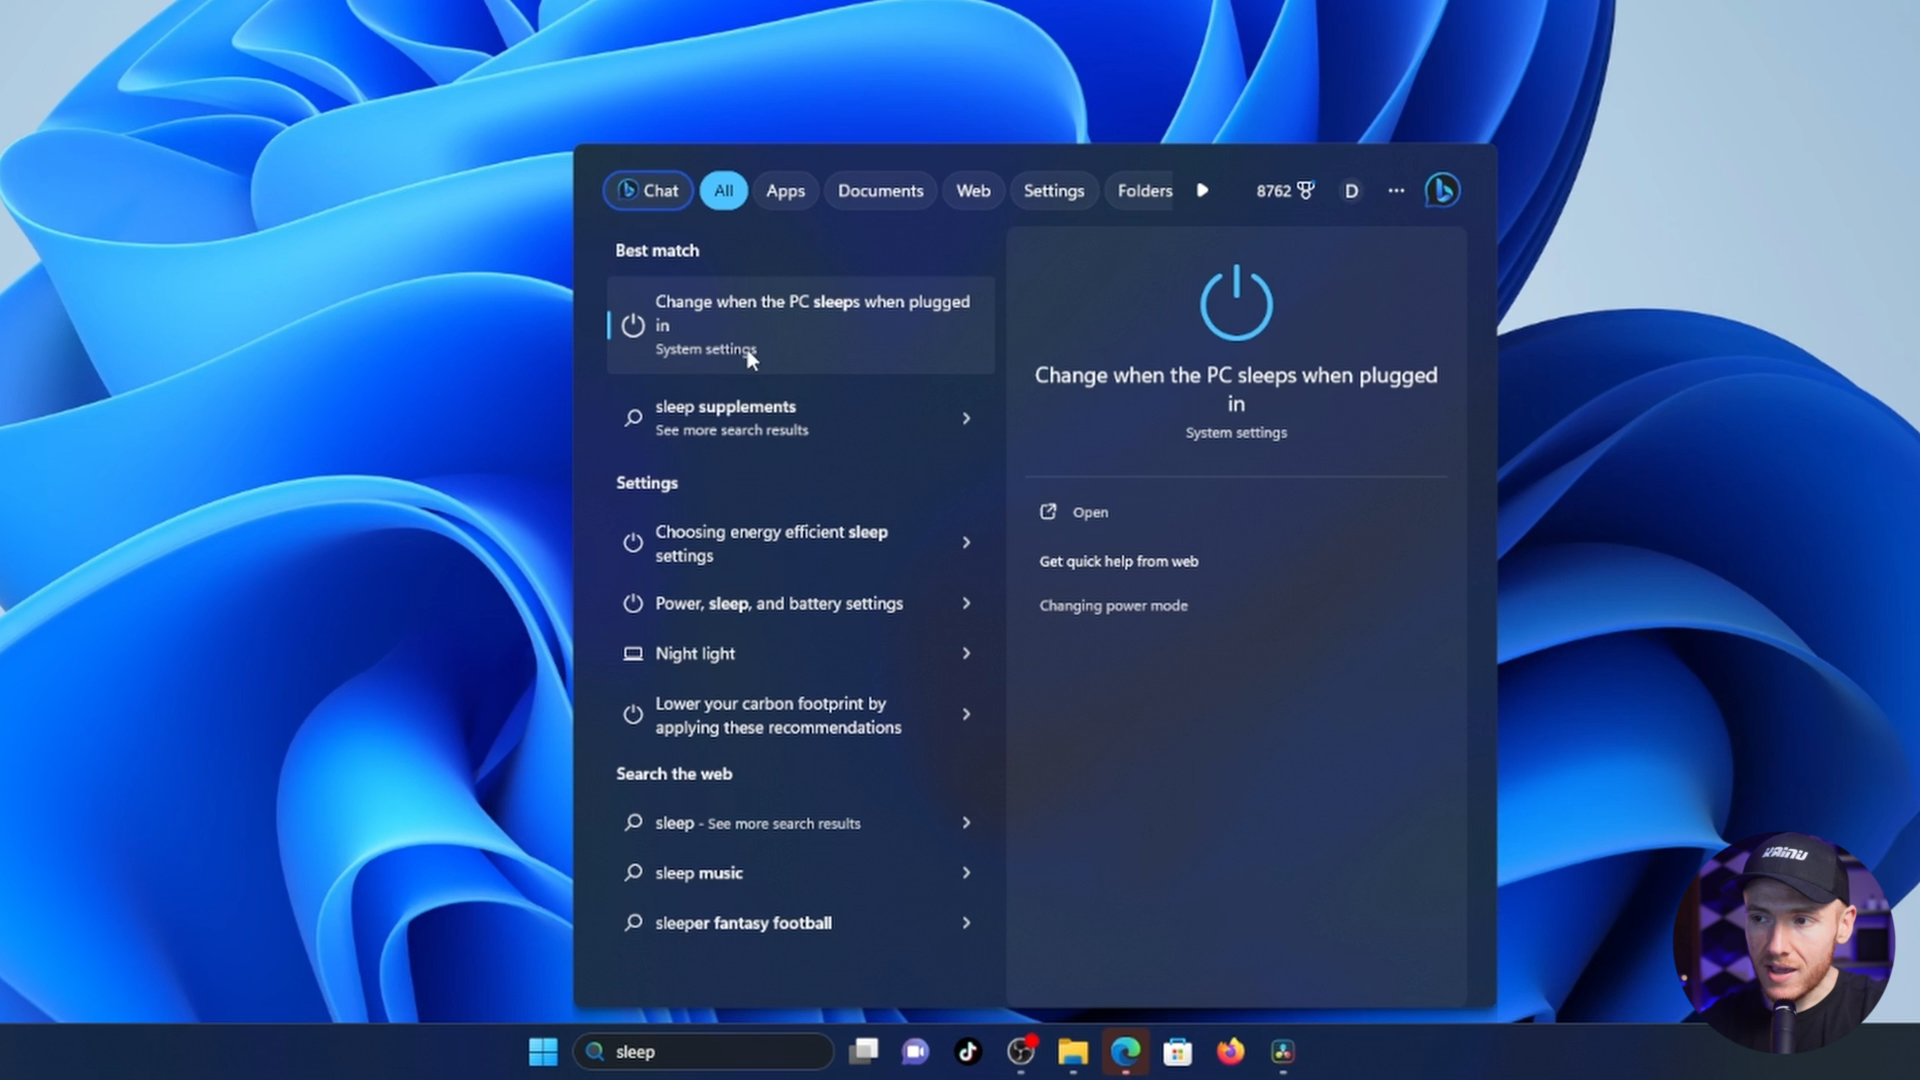 Chat
All
Apps
Documents
Web
Settings
Folders
8762
D
Best match
Change when the PC sleeps when plugged
in
System settings
sleep supplements
See more search results
Settings
Choosing energy efficient sleep
settings
Power, sleep, and battery settings
Night light
Lower your carbon footprint by
applying these recommendations
Search the web
sleep - See more search results
sleep music
sleeper fantasy football
Change when the PC sleeps when plugged
in
System settings
Open
Get quick help from web
Changing power mode
KAINU
sleep